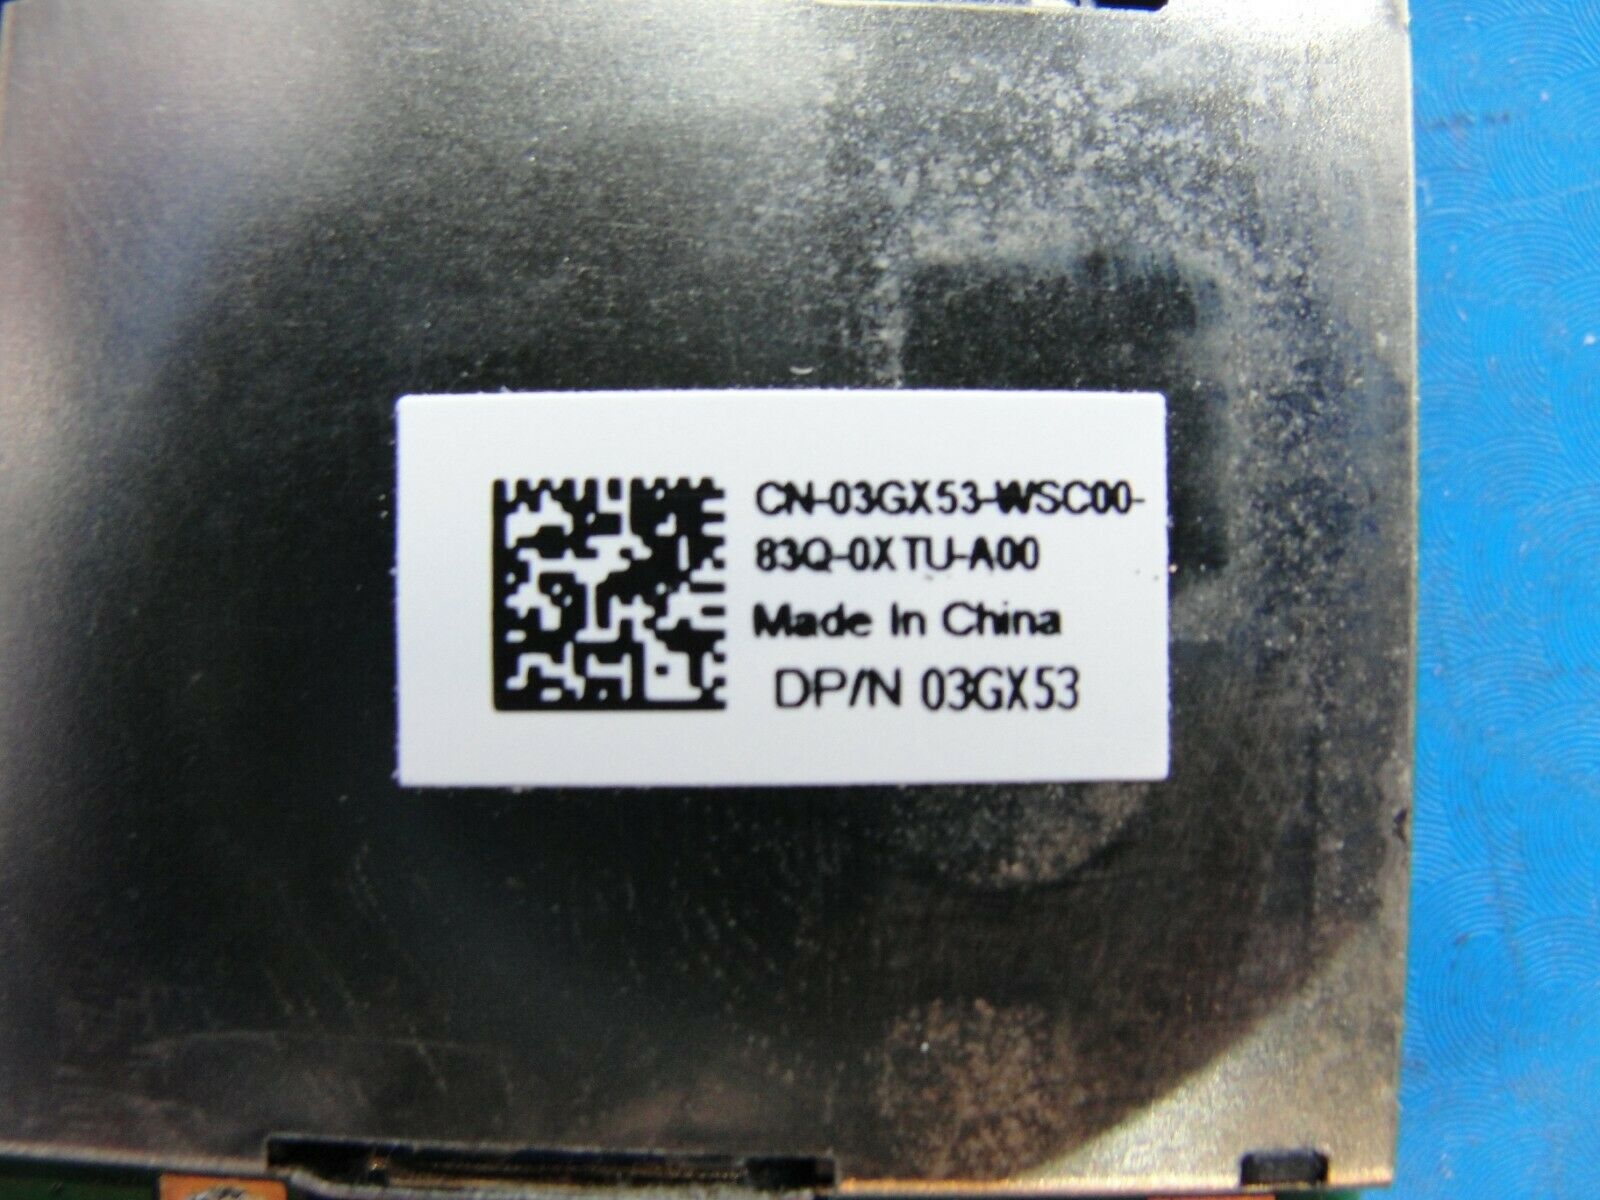 CN-03GX53-WSC00-
83Q-0XTU-A00
Made In China
DP/N 03GX53